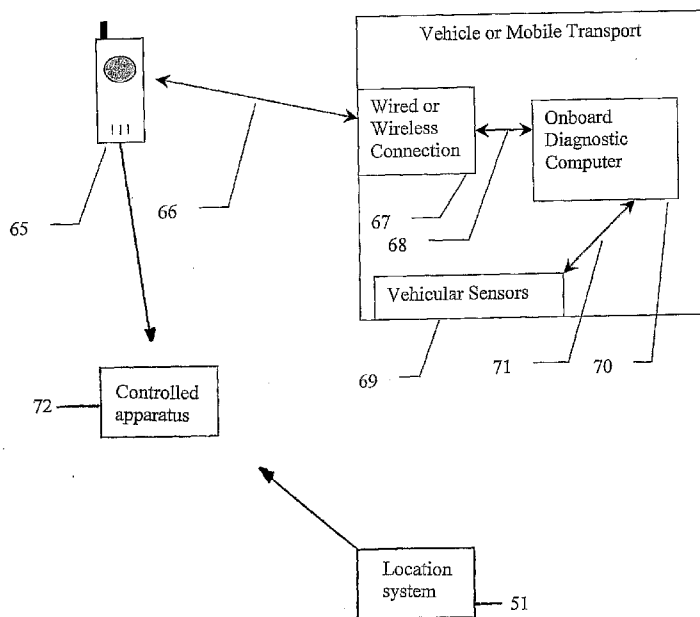 Vehicle or Mobile Transport
Wired or
Wireless
Connection
Onboard
Diagnostic
Computer
65
66
67
68
Vehicular Sensors
69
71
70
72
Controlled
apparatus
Location
system
51